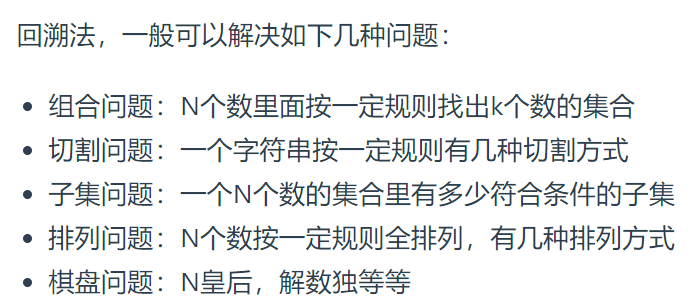 回溯法，一般可以解决如下几种问题：
• 组合问题：N个数里面按一定规则找出k个数的集合
• 切割问题：一个字符串按一定规则有几种切割方式
• 子集问题：一个N个数的集合里有多少符合条件的子集
• 排列问题：N个数按一定规则全排列，有几种排列方式
• 棋盘问题：N皇后，解数独等等